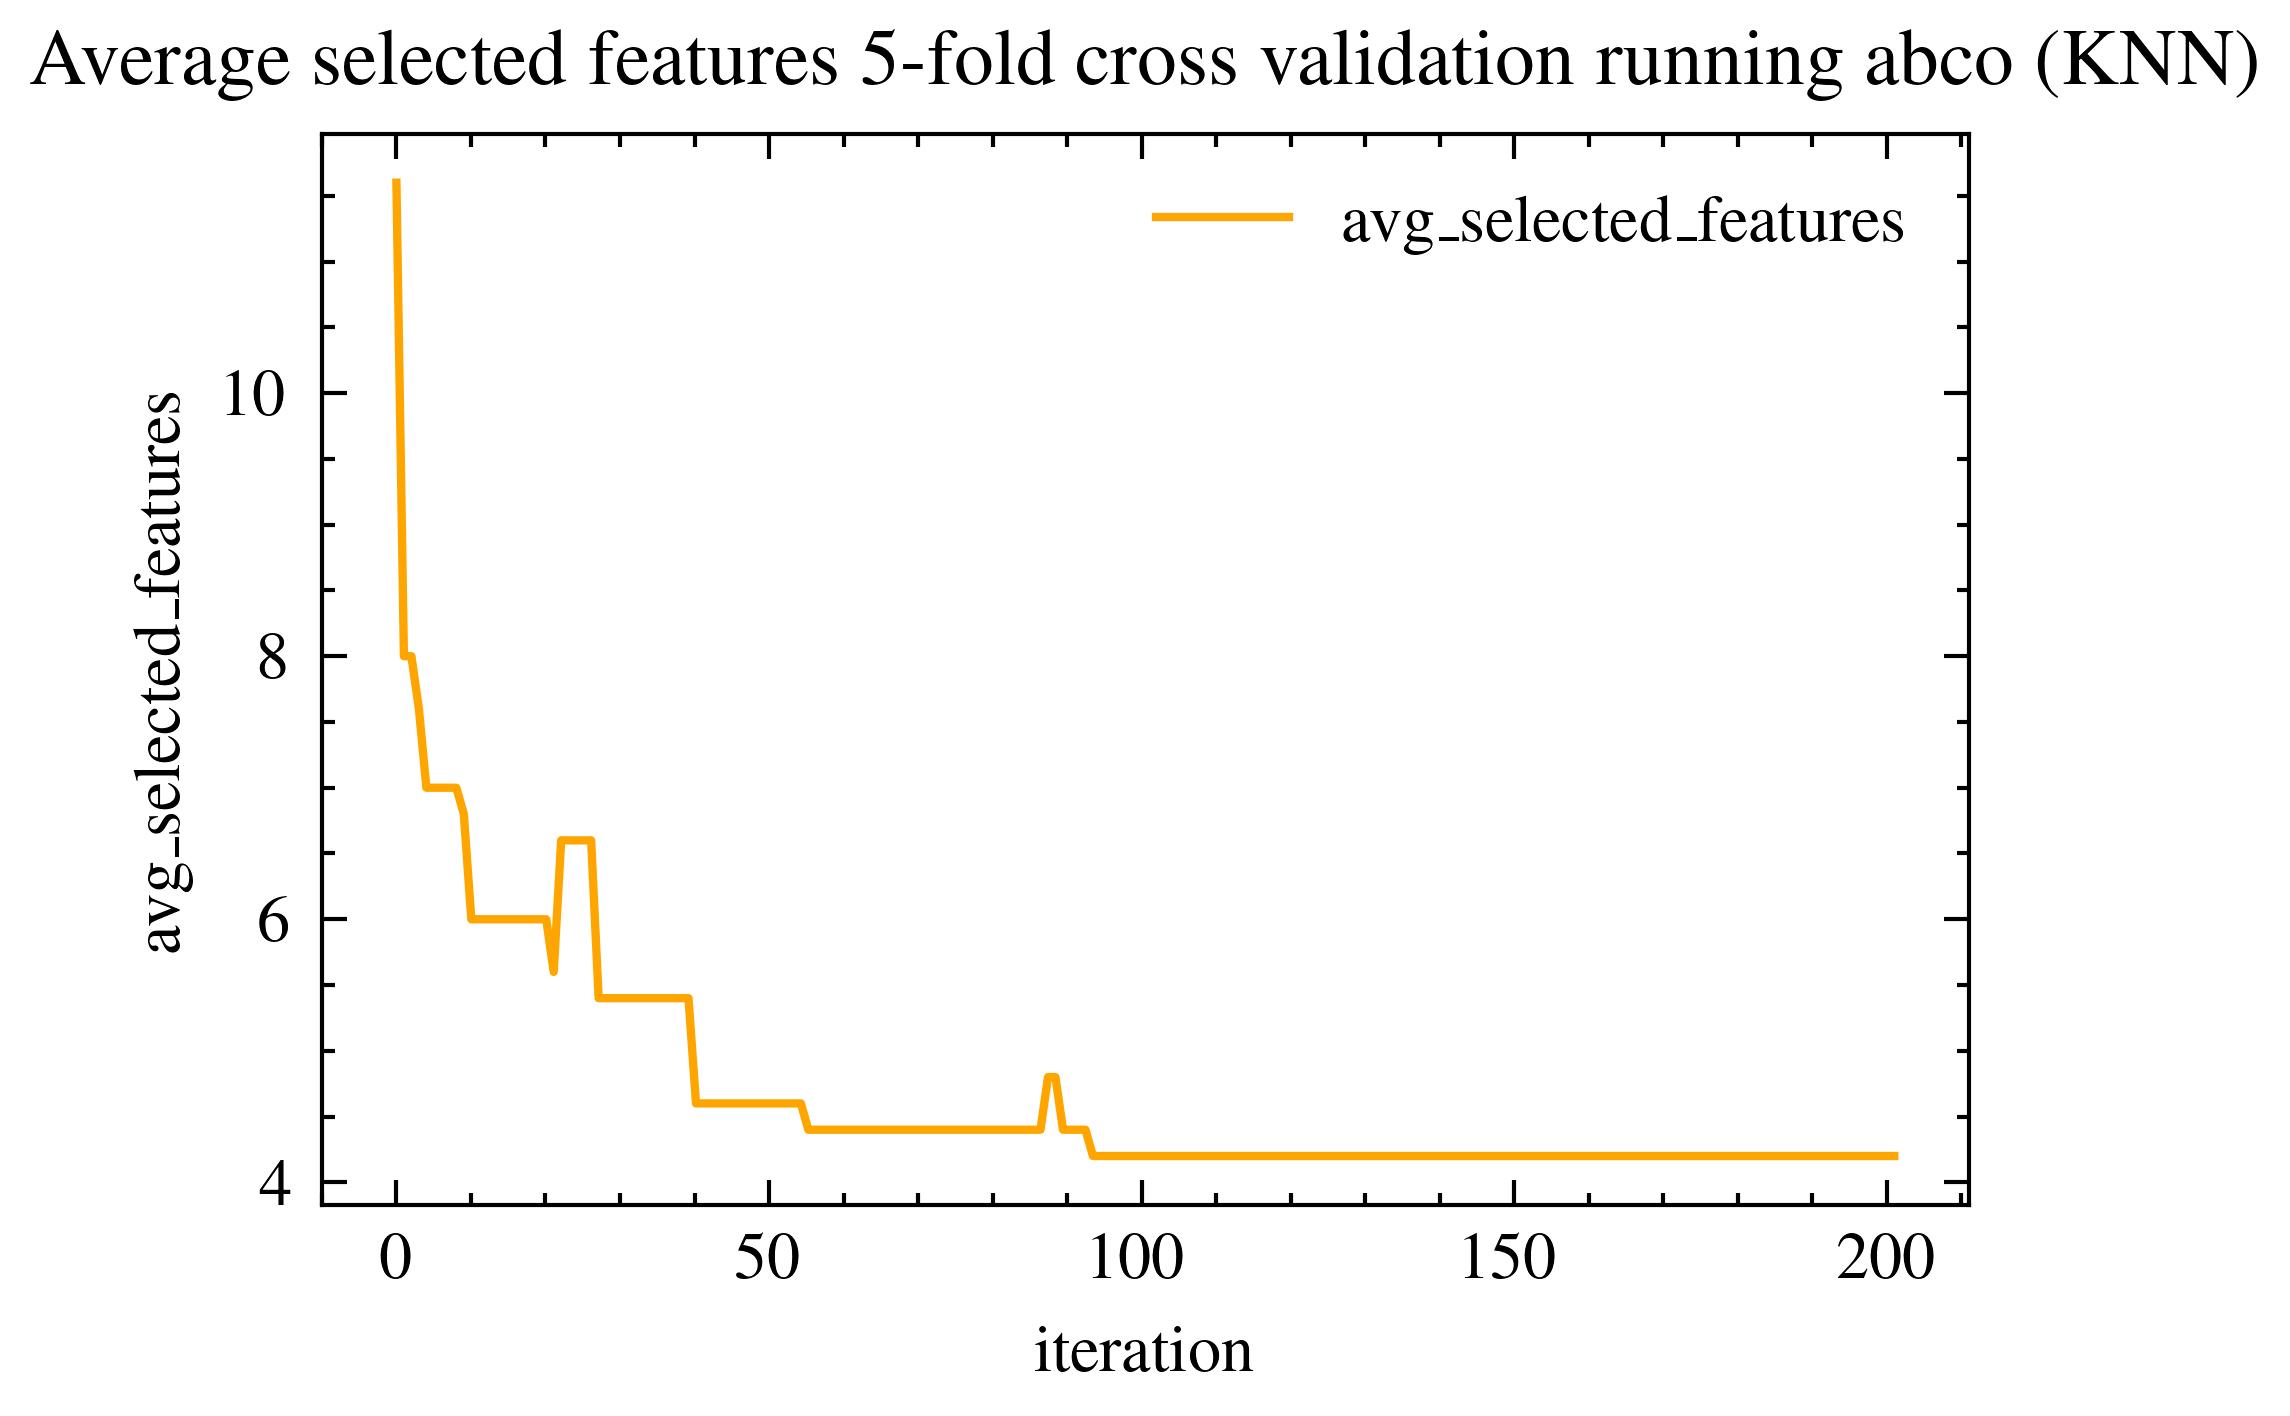 Average selected features 5-fold cross validation running abco (KNN)
avg_selected_features
avg_selected_features
10
8
6
4
0 50 100 150 200
iteration